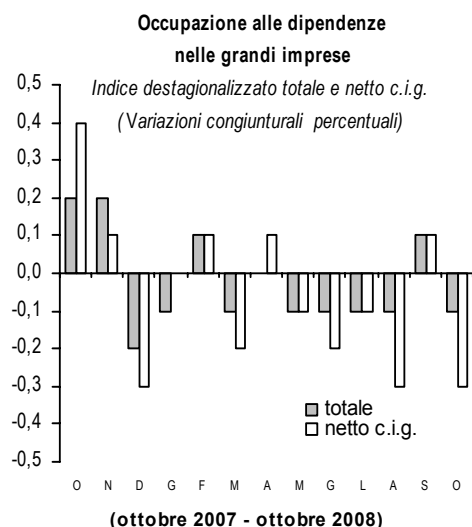 Occupazione alle dipendenze
nelle grandi imprese
Indice destagionalizzato totale e netto c.i.g.
(Variazioni congiunturali percentuali)
0,5
0,4
0,3
0,2
0,1
0,0
-0,1
-0,2
-0,3
-0,4
-0,5
totale
netto c.i.g.
O N D G F M A M G L A S O
(ottobre 2007 - ottobre 2008)